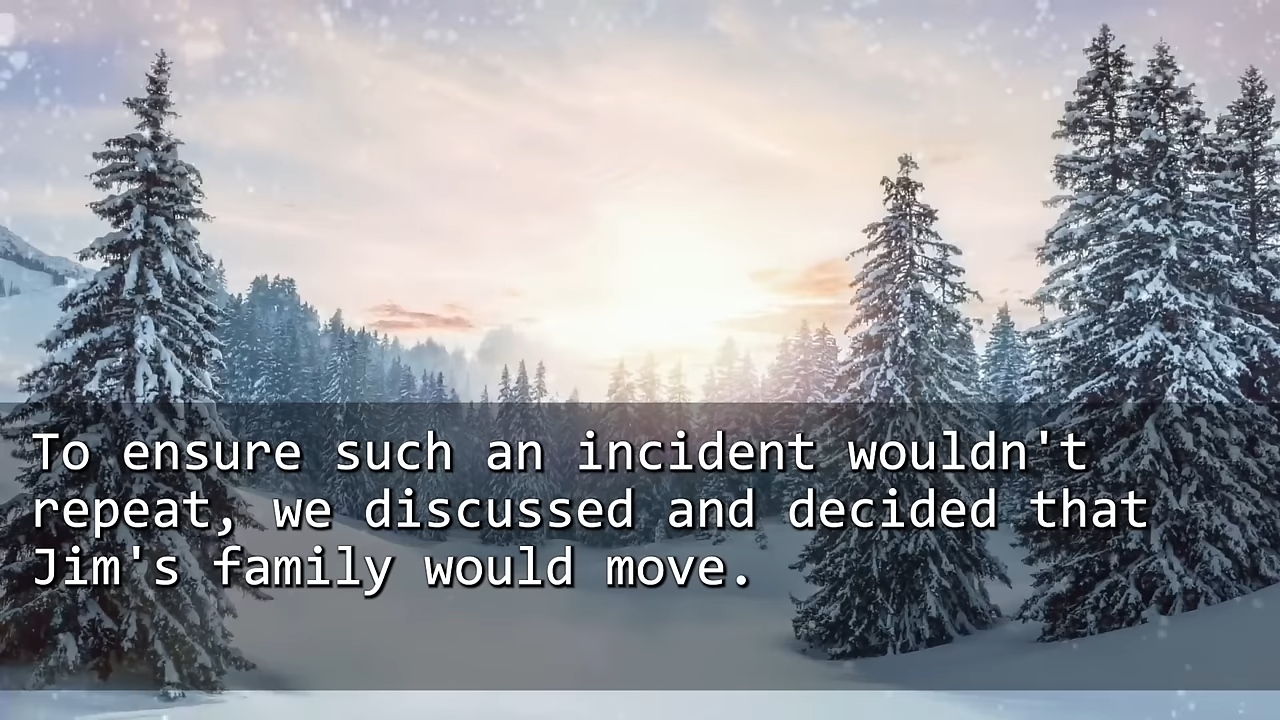 To ensure such an incident wouldn't
repeat, we discussed and decided that
Jim's family would move.